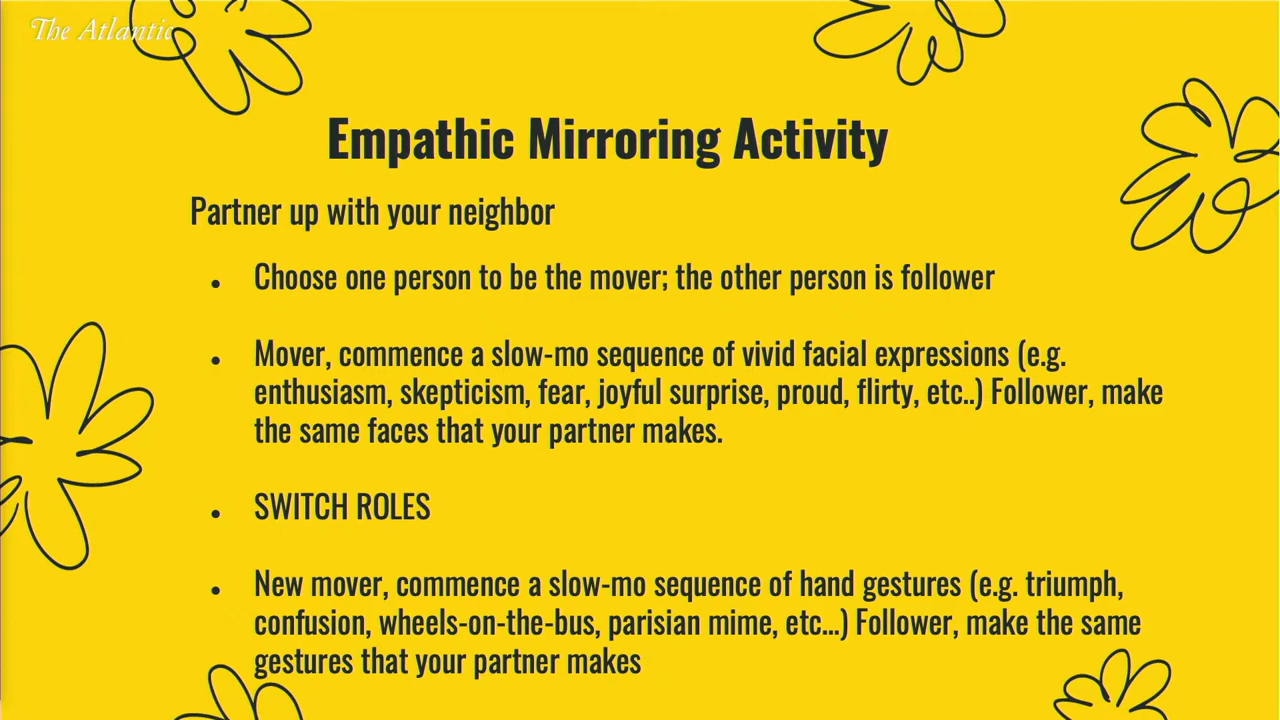 The Atlantic
Empathic Mirroring Activity
Partner up with your neighbor
• Choose one person to be the mover; the other person is follower
• Mover, commence a slow-mo sequence of vivid facial expressions (e.g.
enthusiasm, skepticism, fear, joyful surprise, proud, flirty, etc..) Follower, make
the same faces that your partner makes.
• SWITCH ROLES
• New mover, commence a slow-mo sequence of hand gestures (e.g. triumph,
confusion, wheels-on-the-bus, parisian mime, etc...) Follower, make the same
gestures that your partner makes